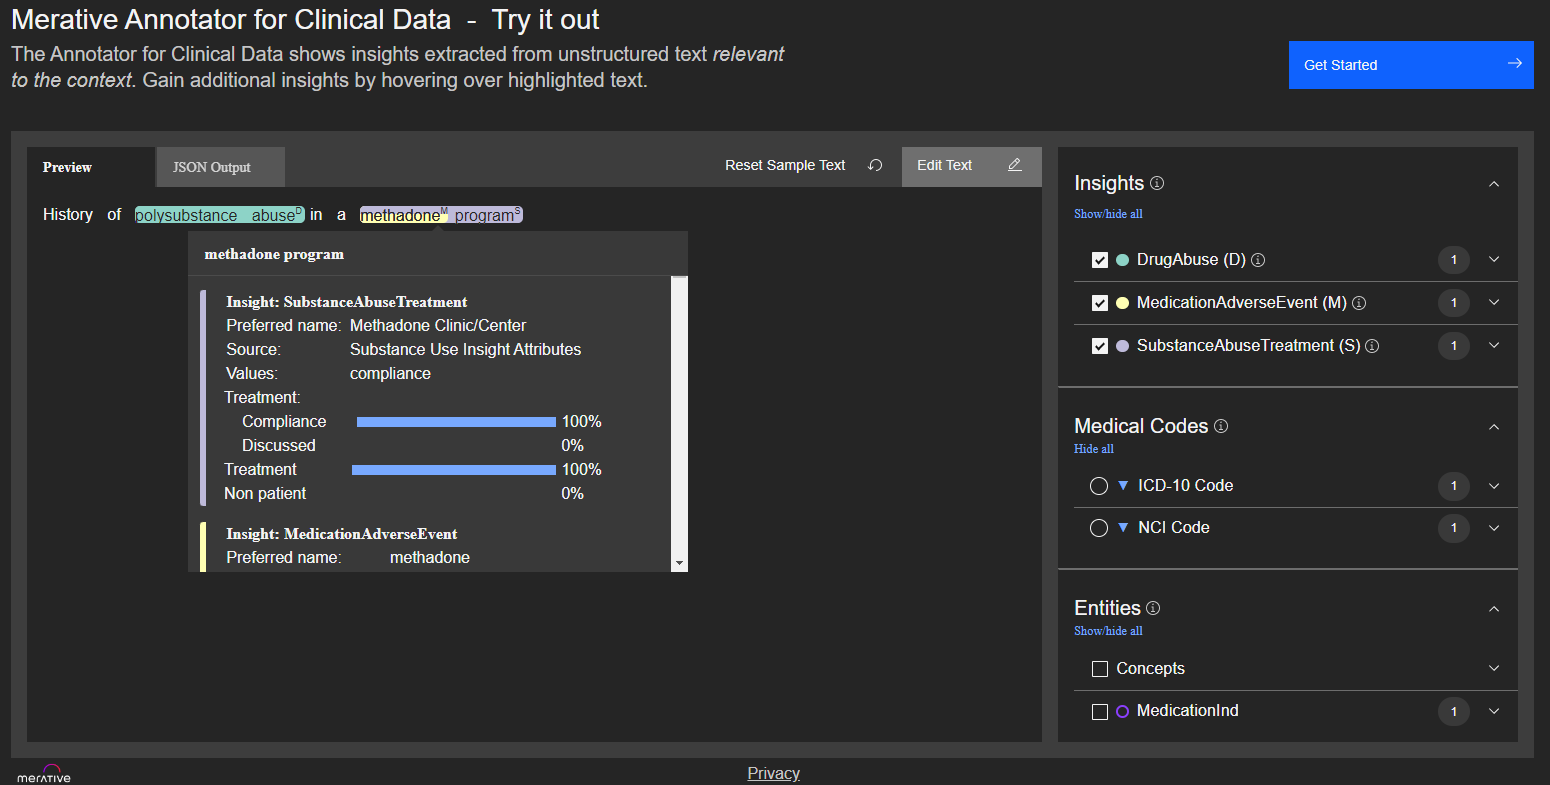 Merative Annotator for Clinical Data - Try it out
The Annotator for Clinical Data shows insights extracted from unstructured text relevant
to the context. Gain additional insights by hovering over highlighted text.
Get Started
Preview
JSON Output
Reset Sample Text
Edit Text
History of polysubstance abuseD in a methadoneM programS
methadone program
Insight: SubstanceAbuseTreatment
Preferred name: Methadone Clinic/Center
Source: Substance Use Insight Attributes
Values: compliance
Treatment:
Compliance 100%
Discussed 0%
Treatment 100%
Non patient 0%
Insight: MedicationAdverseEvent
Preferred name: methadone
Insights
Show/hide all
DrugAbuse (D) 1
MedicationAdverseEvent (M) 1
SubstanceAbuseTreatment (S) 1
Medical Codes
Hide all
ICD-10 Code 1
NCI Code 1
Entities
Show/hide all
Concepts
MedicationInd 1
merative
Privacy